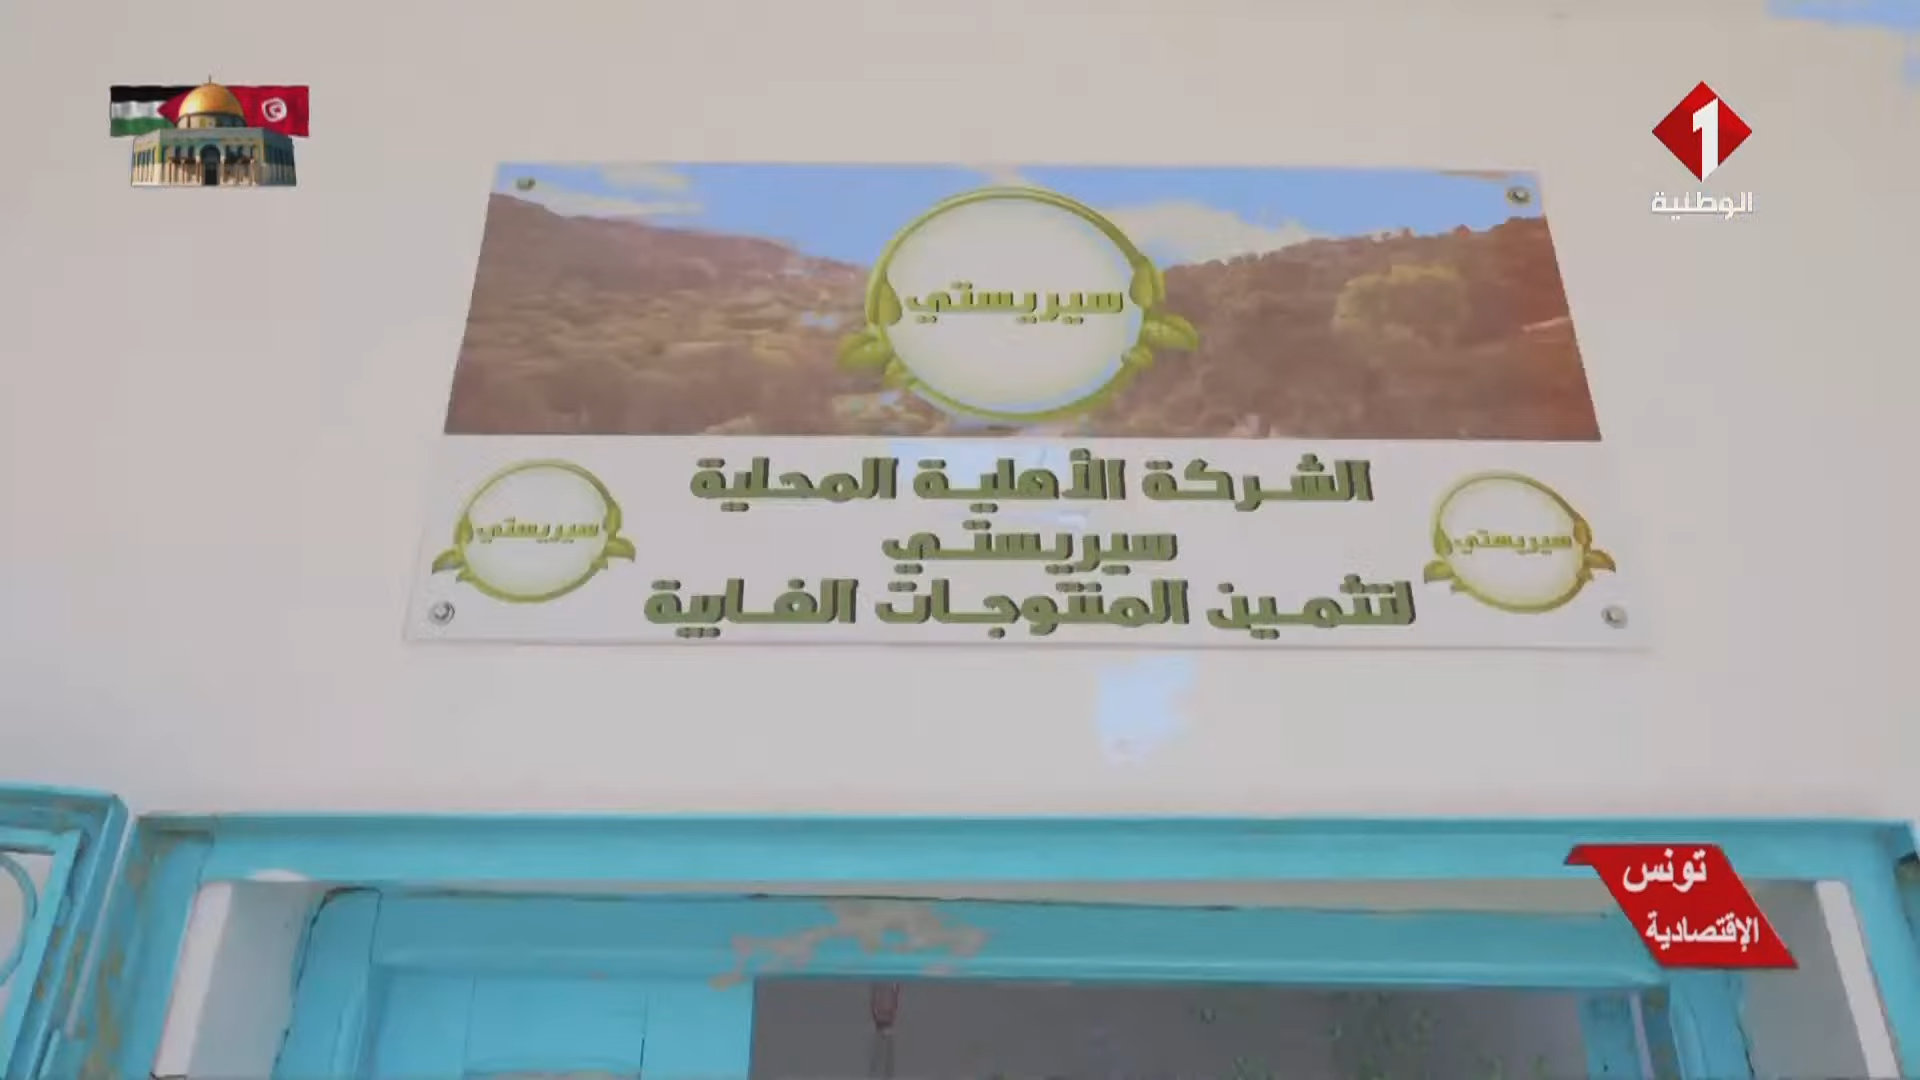 1
الوطنية
سيريستي
الشركة الأهلية المحلية
سيريستي
لتثمين المنتوجات الغابية
سيريستي
سيريستي
تونس
الإقتصادية